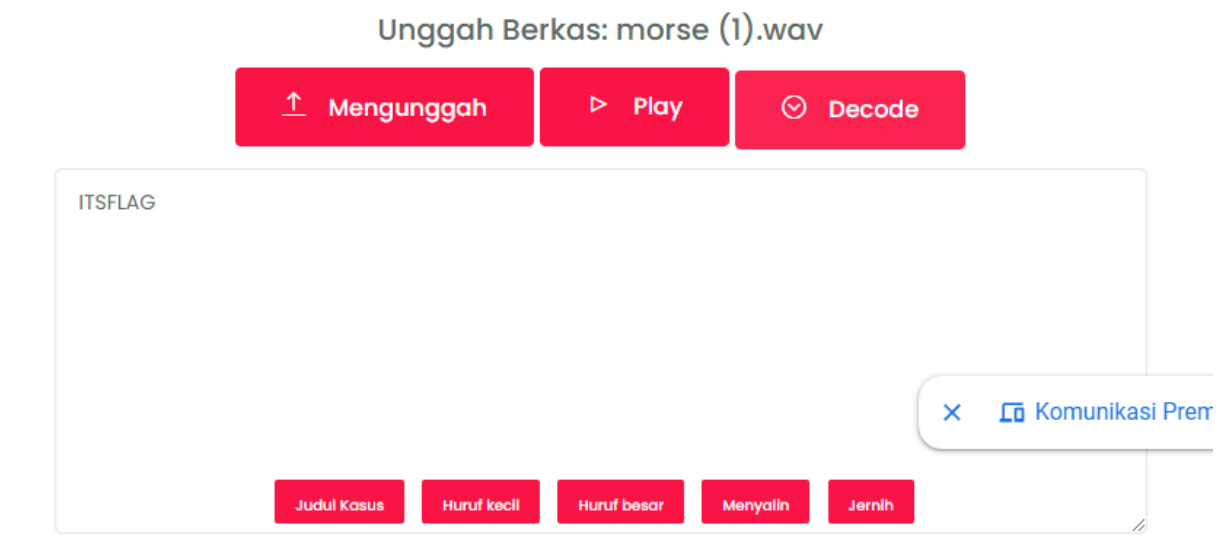 Unggah Berkas: morse (1).wav
Mengunggah Play Decode
ITSFLAG
Komunikasi Prem
Judul Kasus Huruf kecil Huruf besar Menyalin Jernih